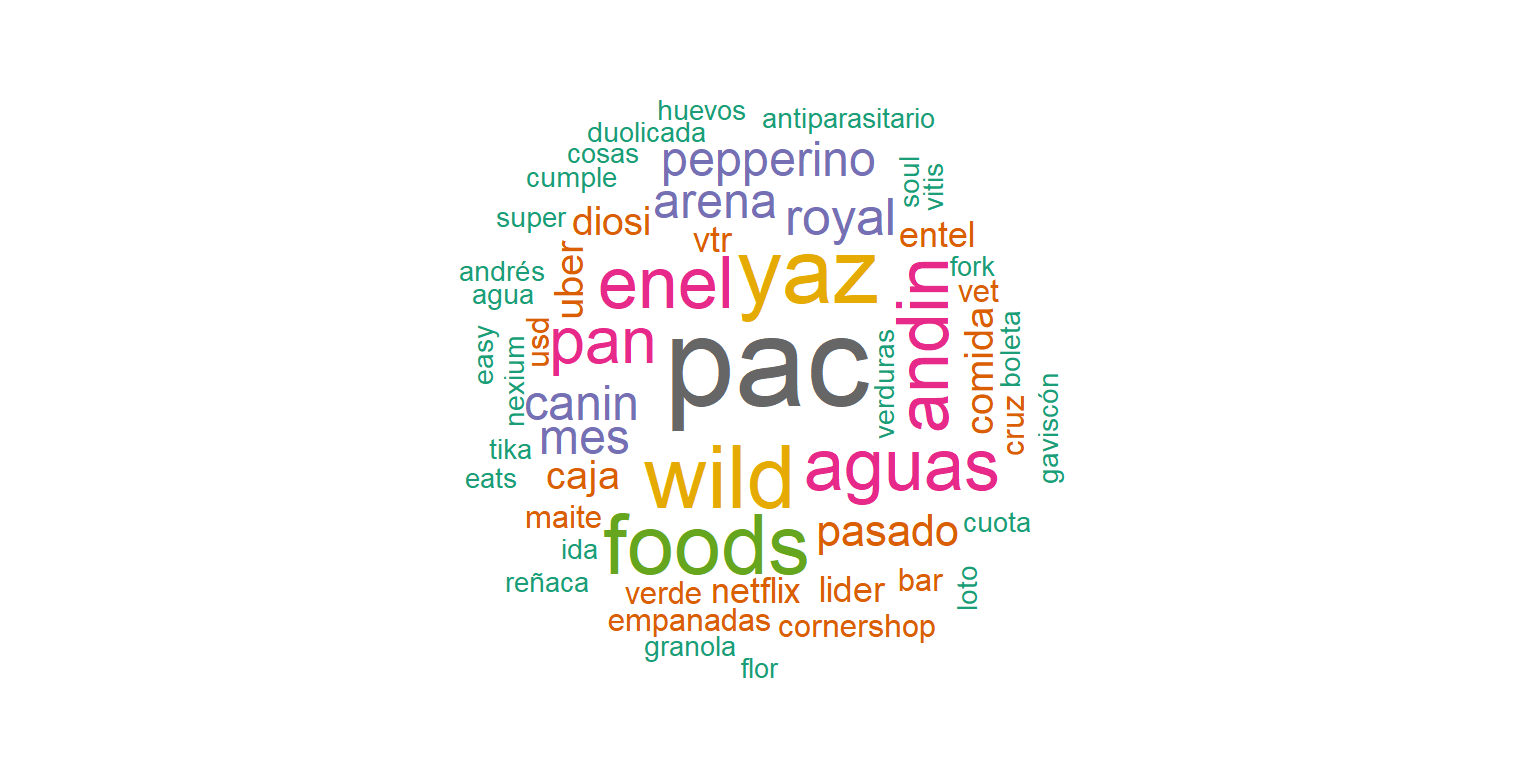 huevos
antiparasitario
duolicada
cosas
pepperino
cumple
soul
vitis
arena
royal
super
diosi
vtr
entel
andrés
agua
uber
enel
yaz
andin
fork
vet
easy
nexium
usd
pan
pac
verduras
comida
boleta
canin
mes
cruz
gaviscón
tika
eats
caja
wild
aguas
maite
ida
foods
pasado
cuota
reñaca
verde
netflix
lider
bar
loto
empanadas
cornershop
granola
flor